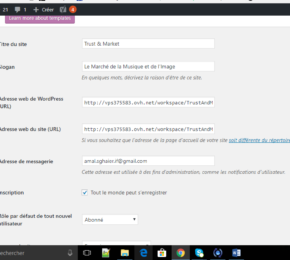 21 1 + Créer 4
Learn more about templates
Titre du site Trust & Market
Slogan Le Marché de la Musique et de l'Image
En quelques mots, décrivez la raison d'être de ce site.
Adresse web de WordPress (URL) http://vps375583.ovh.net/workspace/TrustAndM
Adresse web du site (URL) http://vps375583.ovh.net/workspace/TrustAndM
Si vous souhaitez que l'adresse de la page d'accueil de votre site soit différente du répertoire
Adresse de messagerie
Cette adresse est utilisée à des fins d'administration, comme les notifications d'utilisateur
Inscription Tout le monde peut s'enregistrer
Rôle par défaut de tout nouvel utilisateur Abonné
rechercher